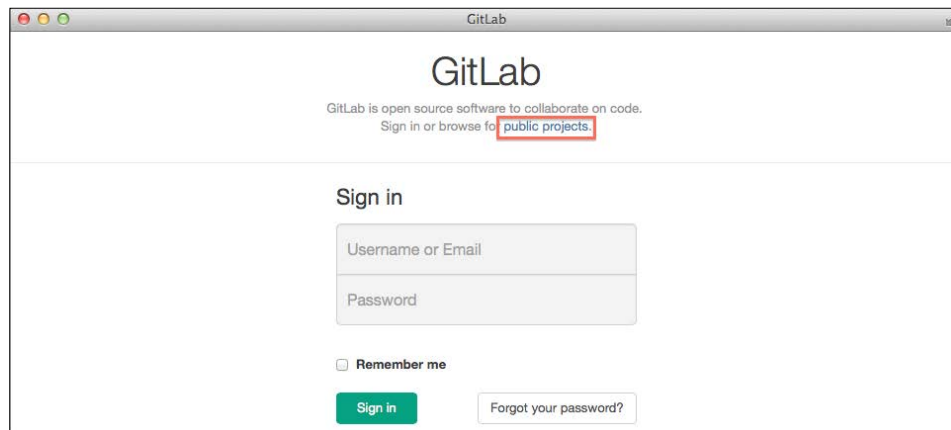 GitLab
GitLab
GitLab is open source software to collaborate on code.
Sign in or browse for public projects.
Sign in
Username or Email
Password
Remember me
Sign in Forgot your password?